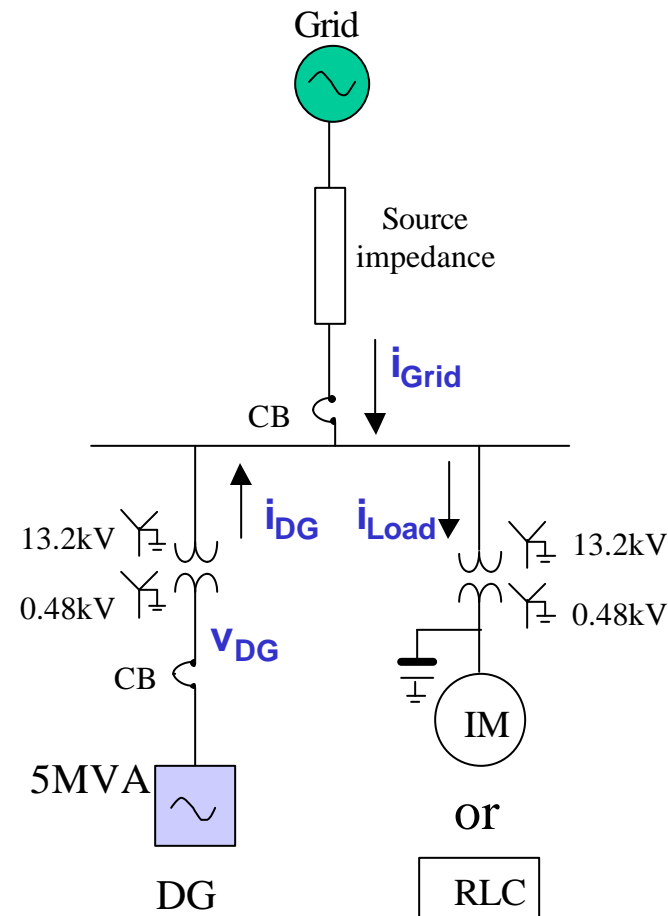 Grid
Source
impedance
iGrid
CB
iDG
iLoad
13.2kV
13.2kV
0.48kV
0.48kV
vDG
CB
IM
5MVA
or
DG
RLC